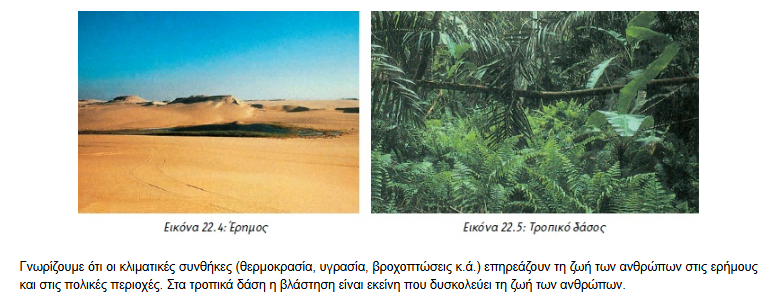 Εικόνα 22.4: Έρημος
Εικόνα 22.5: Τροπικό δάσος
Γνωρίζουμε ότι οι κλιματικές συνθήκες (θερμοκρασία, υγρασία, βροχοπτώσεις κ.ά.) επηρεάζουν τη ζωή των ανθρώπων στις ερήμους
και στις πολικές περιοχές. Στα τροπικά δάση η βλάστηση είναι εκείνη που δυσκολεύει τη ζωή των ανθρώπων.